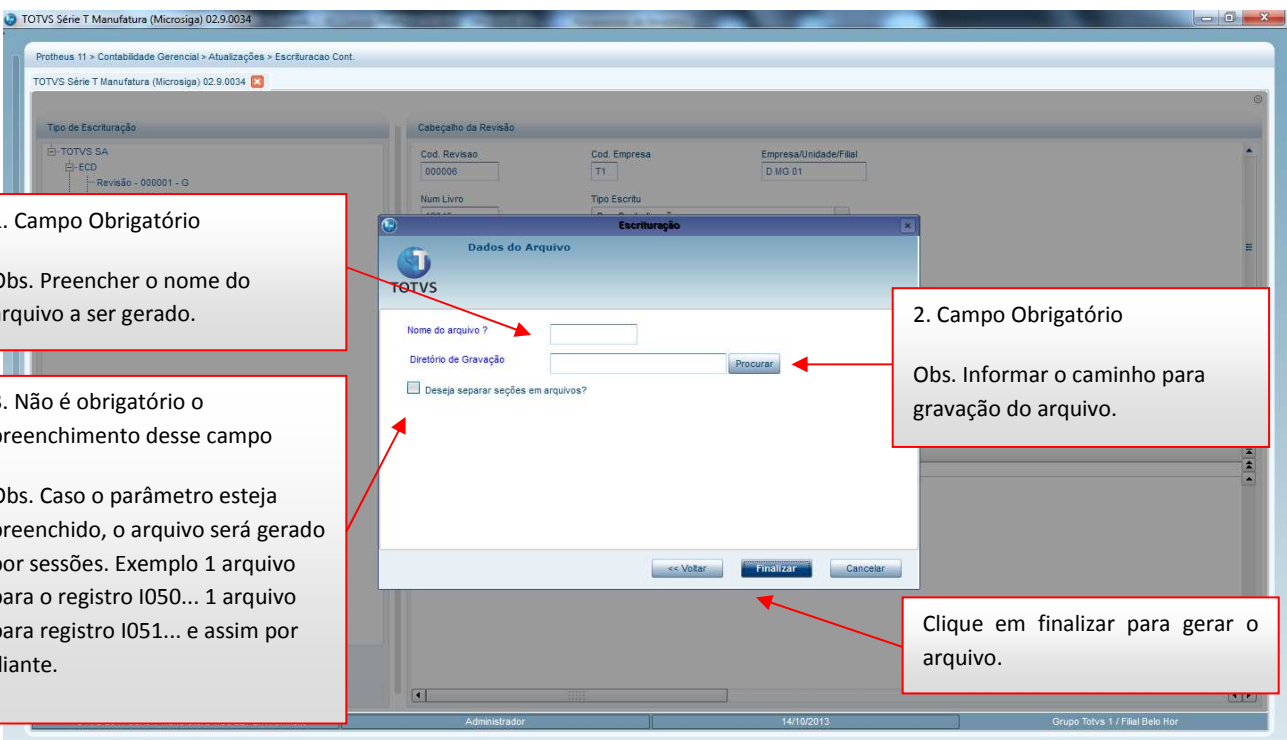 TOTVS Série T Manufatura (Microsiga) 02.9.0034
Protheus 11 > Contabilidade Gerencial > Atualizações > Escrituracao Cont.
TOTVS Série T Manufatura (Microsiga) 02.9.0034
Tipo de Escrituração
TOTVS SA
ECD
Revisão - 000001 - G
Cabeçalho da Revisão
Cod. Revisao
Cod. Empresa
Empresa/Unidade/Filial
000006
T1
D MG 01
Num Livro
Tipo Escritu
. Campo Obrigatório
Obs. Preencher o nome do
arquivo a ser gerado.
. Não é obrigatório o
preenchimento desse campo
Obs. Caso o parâmetro esteja
preenchido, o arquivo será gerado
por sessões. Exemplo 1 arquivo
para o registro I050... 1 arquivo
para registro I051... e assim por
diante.
Escrituração
Dados do Arquivo
TOTVS
Nome do arquivo ?
Diretório de Gravação
Procurar
Deseja separar seções em arquivos?
<< Voltar
Finalizar
Cancelar
2. Campo Obrigatório
Obs. Informar o caminho para
gravação do arquivo.
Clique em finalizar para gerar o
arquivo.
Administrador
14/10/2013
Grupo Totvs 1 / Filial Belo Hor